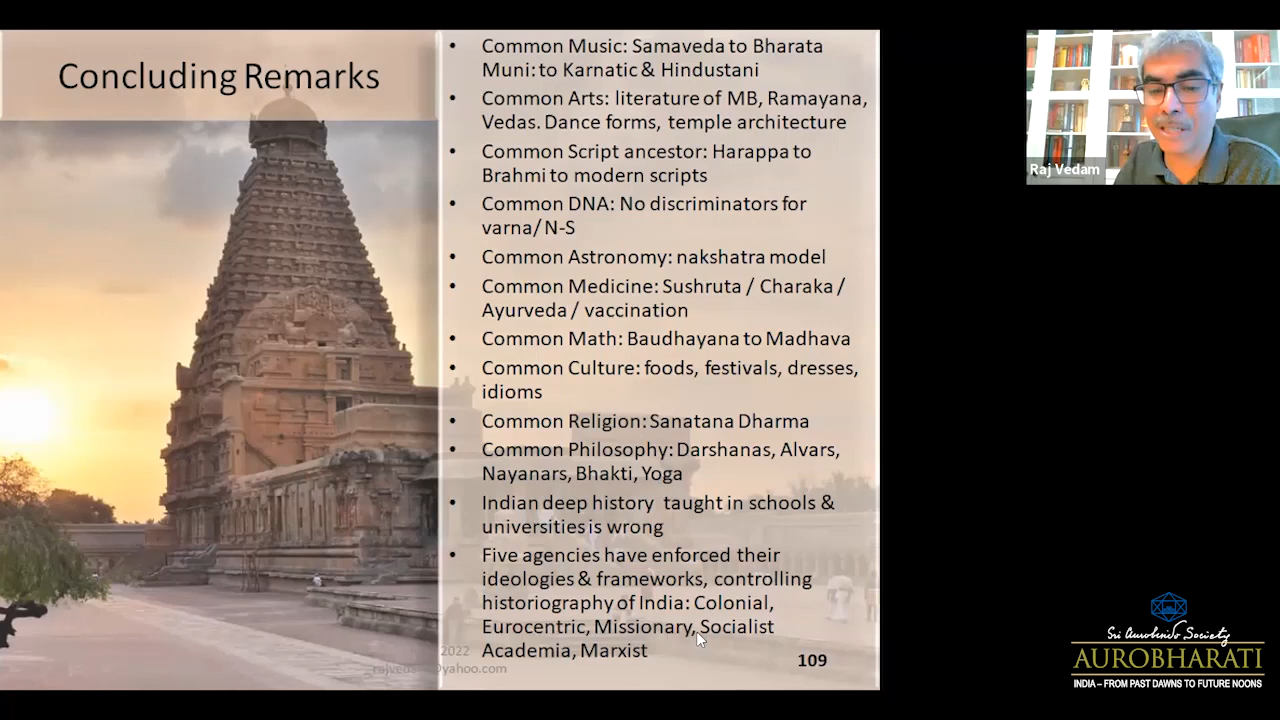 Concluding Remarks
• Common Music: Samaveda to Bharata
Muni: to Karnatic & Hindustani
• Common Arts: literature of MB, Ramayana,
Vedas. Dance forms, temple architecture
• Common Script ancestor: Harappa to
Brahmi to modern scripts
• Common DNA: No discriminators for
varna/ N-S
• Common Astronomy: nakshatra model
• Common Medicine: Sushruta / Charaka /
Ayurveda / vaccination
• Common Math: Baudhayana to Madhava
• Common Culture: foods, festivals, dresses,
idioms
• Common Religion: Sanatana Dharma
• Common Philosophy: Darshanas, Alvars,
Nayanars, Bhakti, Yoga
• Indian deep history taught in schools &
universities is wrong
• Five agencies have enforced their
ideologies & frameworks, controlling
historiography of India: Colonial,
Eurocentric, Missionary, Socialist
Academia, Marxist
2022
109
Raj Vedam
Sri Aurobindo Society
AUROBHARATI
INDIA – FROM PAST DAWNS TO FUTURE NOONS